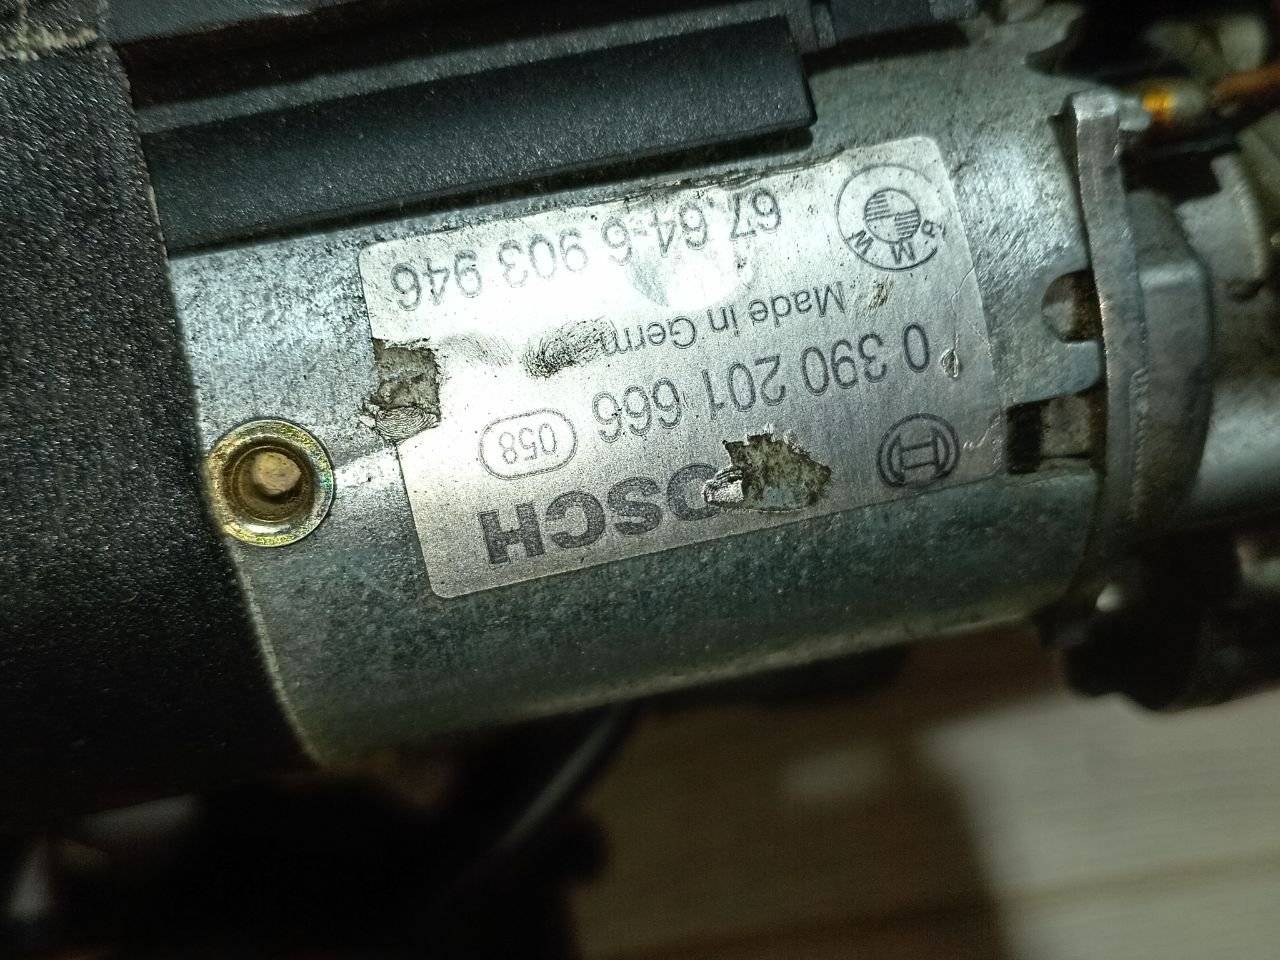 OSCH
0 390 201 666 058
Made in Germ
67.64-6 903 946
BMW